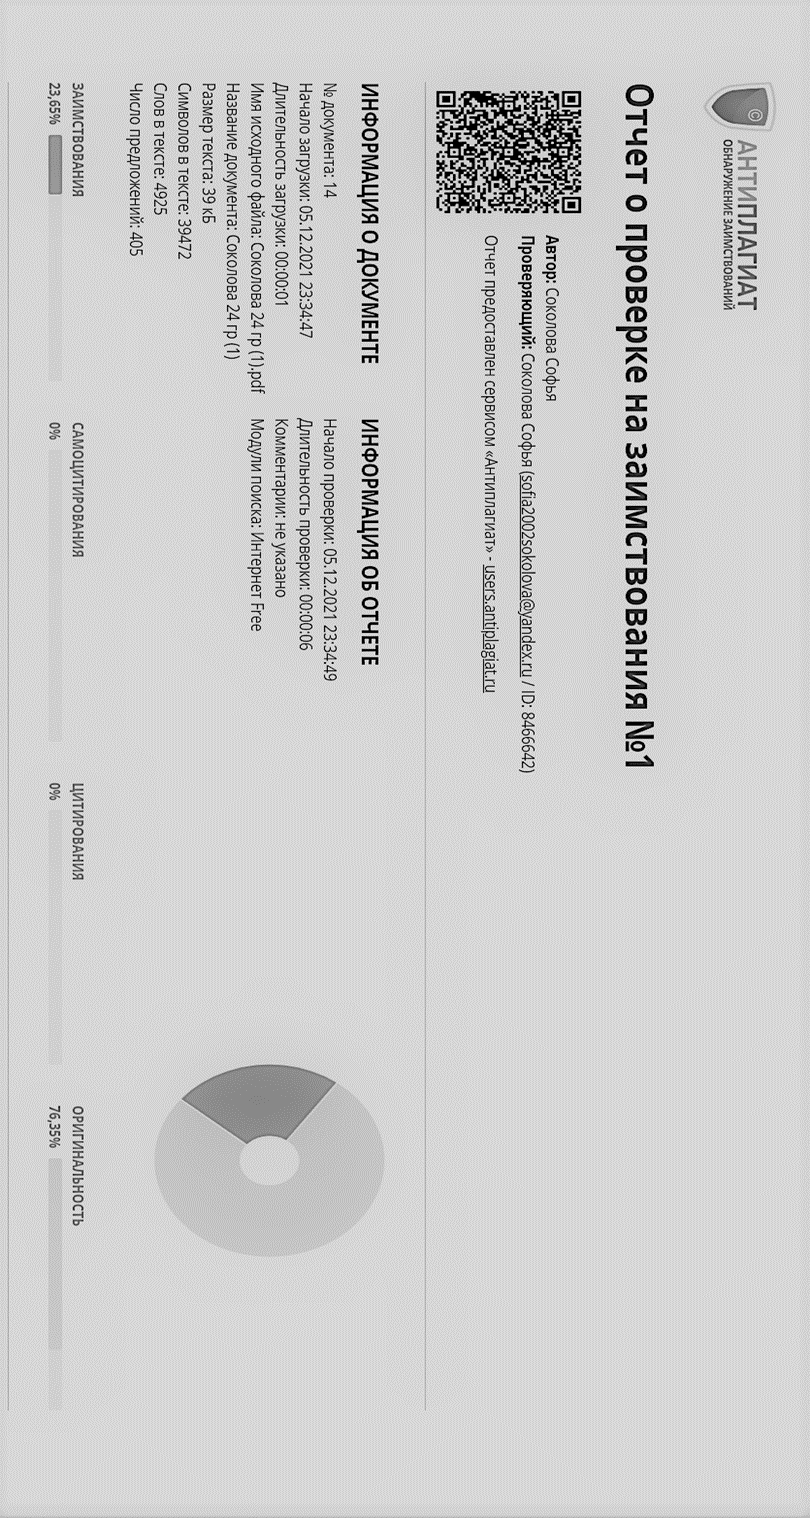 АНТИПЛАГИАТ
ОБНАРУЖЕНИЕ ЗАИМСТВОВАНИЙ
Отчет о проверке на заимствования №1
Автор: Соколова Софья
Проверяющий: Соколова Софья (sofia2002sokolova@yandex.ru / ID: 8466642)
Отчет предоставлен сервисом «Антиплагиат» - users.antiplagiat.ru
ИНФОРМАЦИЯ О ДОКУМЕНТЕ
№ документа: 14
Начало загрузки: 05.12.2021 23:34:47
Длительность загрузки: 00:00:01
Имя исходного файла: Соколова 24 гр (1).pdf
Название документа: Соколова 24 гр (1)
Размер текста: 39 кБ
Символов в тексте: 39472
Слов в тексте: 4925
Число предложений: 405
ИНФОРМАЦИЯ ОБ ОТЧЕТЕ
Начало проверки: 05.12.2021 23:34:49
Длительность проверки: 00:00:06
Комментарии: не указано
Модули поиска: Интернет Free
ЗАИМСТВОВАНИЯ
23,65%
САМОЦИТИРОВАНИЯ
0%
ЦИТИРОВАНИЯ
0%
ОРИГИНАЛЬНОСТЬ
76,35%